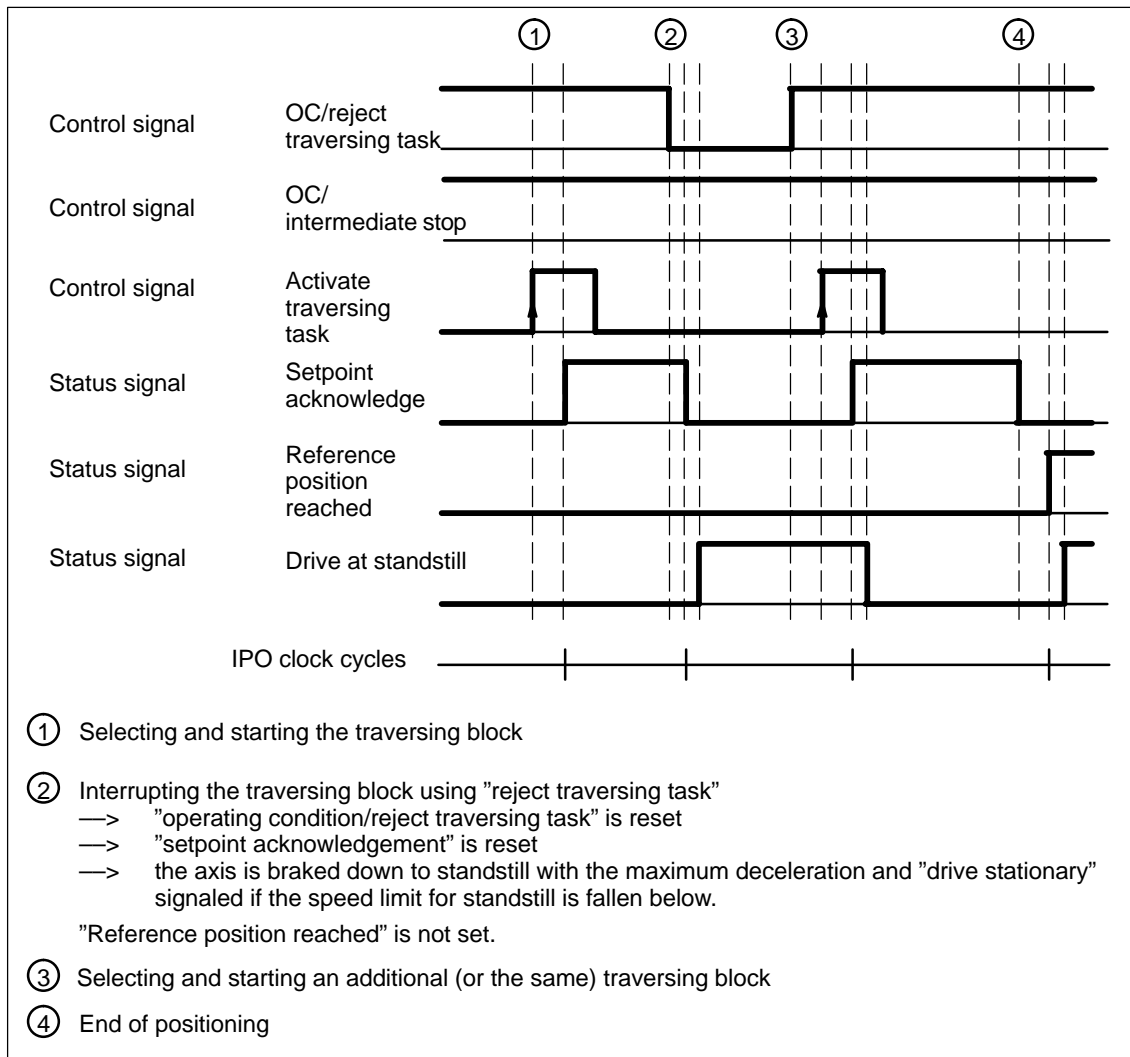 1 2 3 4
Control signal OC/reject
traversing task
Control signal OC/
intermediate stop
Control signal Activate
traversing
task
Status signal Setpoint
acknowledge
Status signal Reference
position
reached
Status signal Drive at standstill
IPO clock cycles
1 Selecting and starting the traversing block
2 Interrupting the traversing block using ”reject traversing task”
––> ”operating condition/reject traversing task” is reset
––> ”setpoint acknowledgement” is reset
––> the axis is braked down to standstill with the maximum deceleration and ”drive stationary”
signaled if the speed limit for standstill is fallen below.
”Reference position reached” is not set.
3 Selecting and starting an additional (or the same) traversing block
4 End of positioning